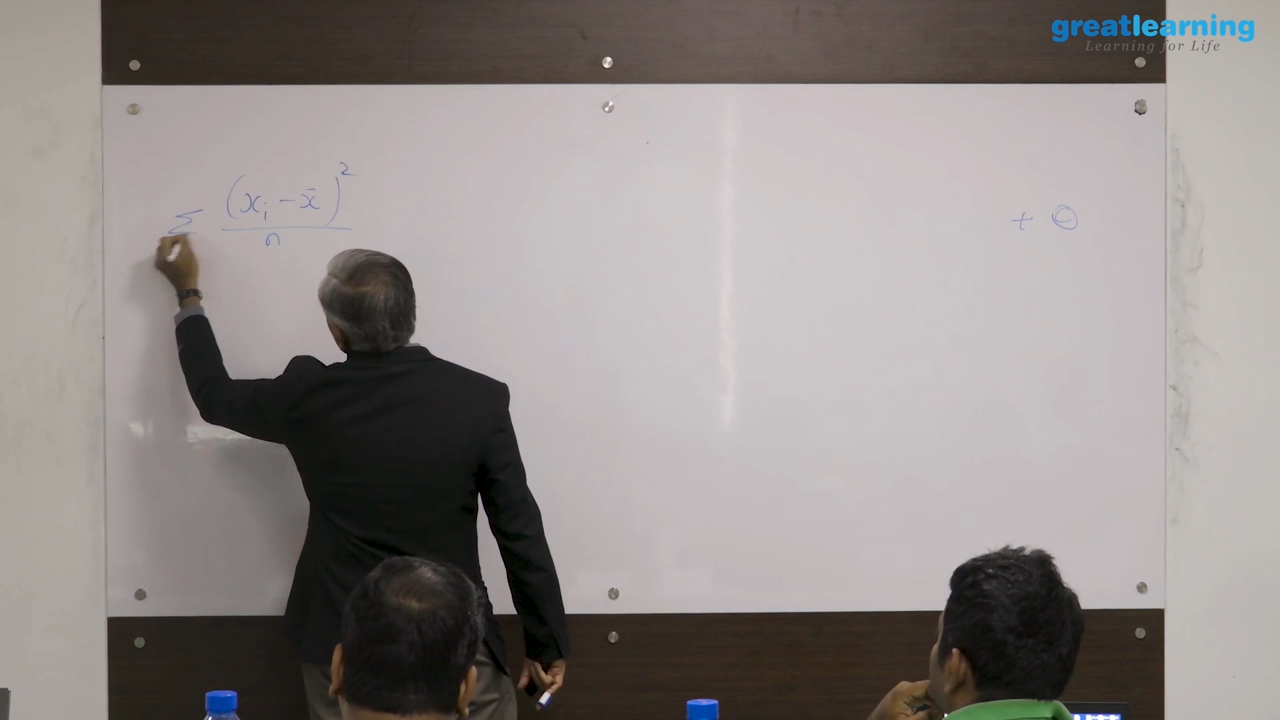 greatlearning
Learning for Life
Σ (xᵢ - x̄)² / n
+ ©